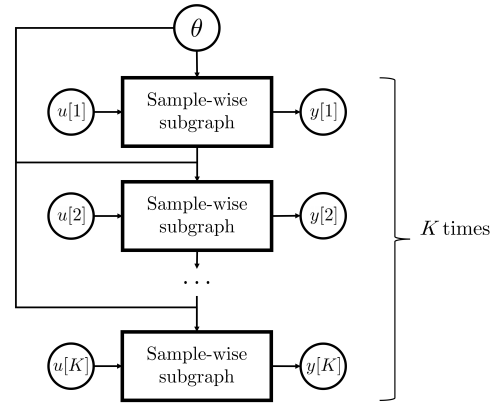 θ
u[1]
Sample-wise
subgraph
y[1]
u[2]
Sample-wise
subgraph
y[2]
K times
...
u[K]
Sample-wise
subgraph
y[K]